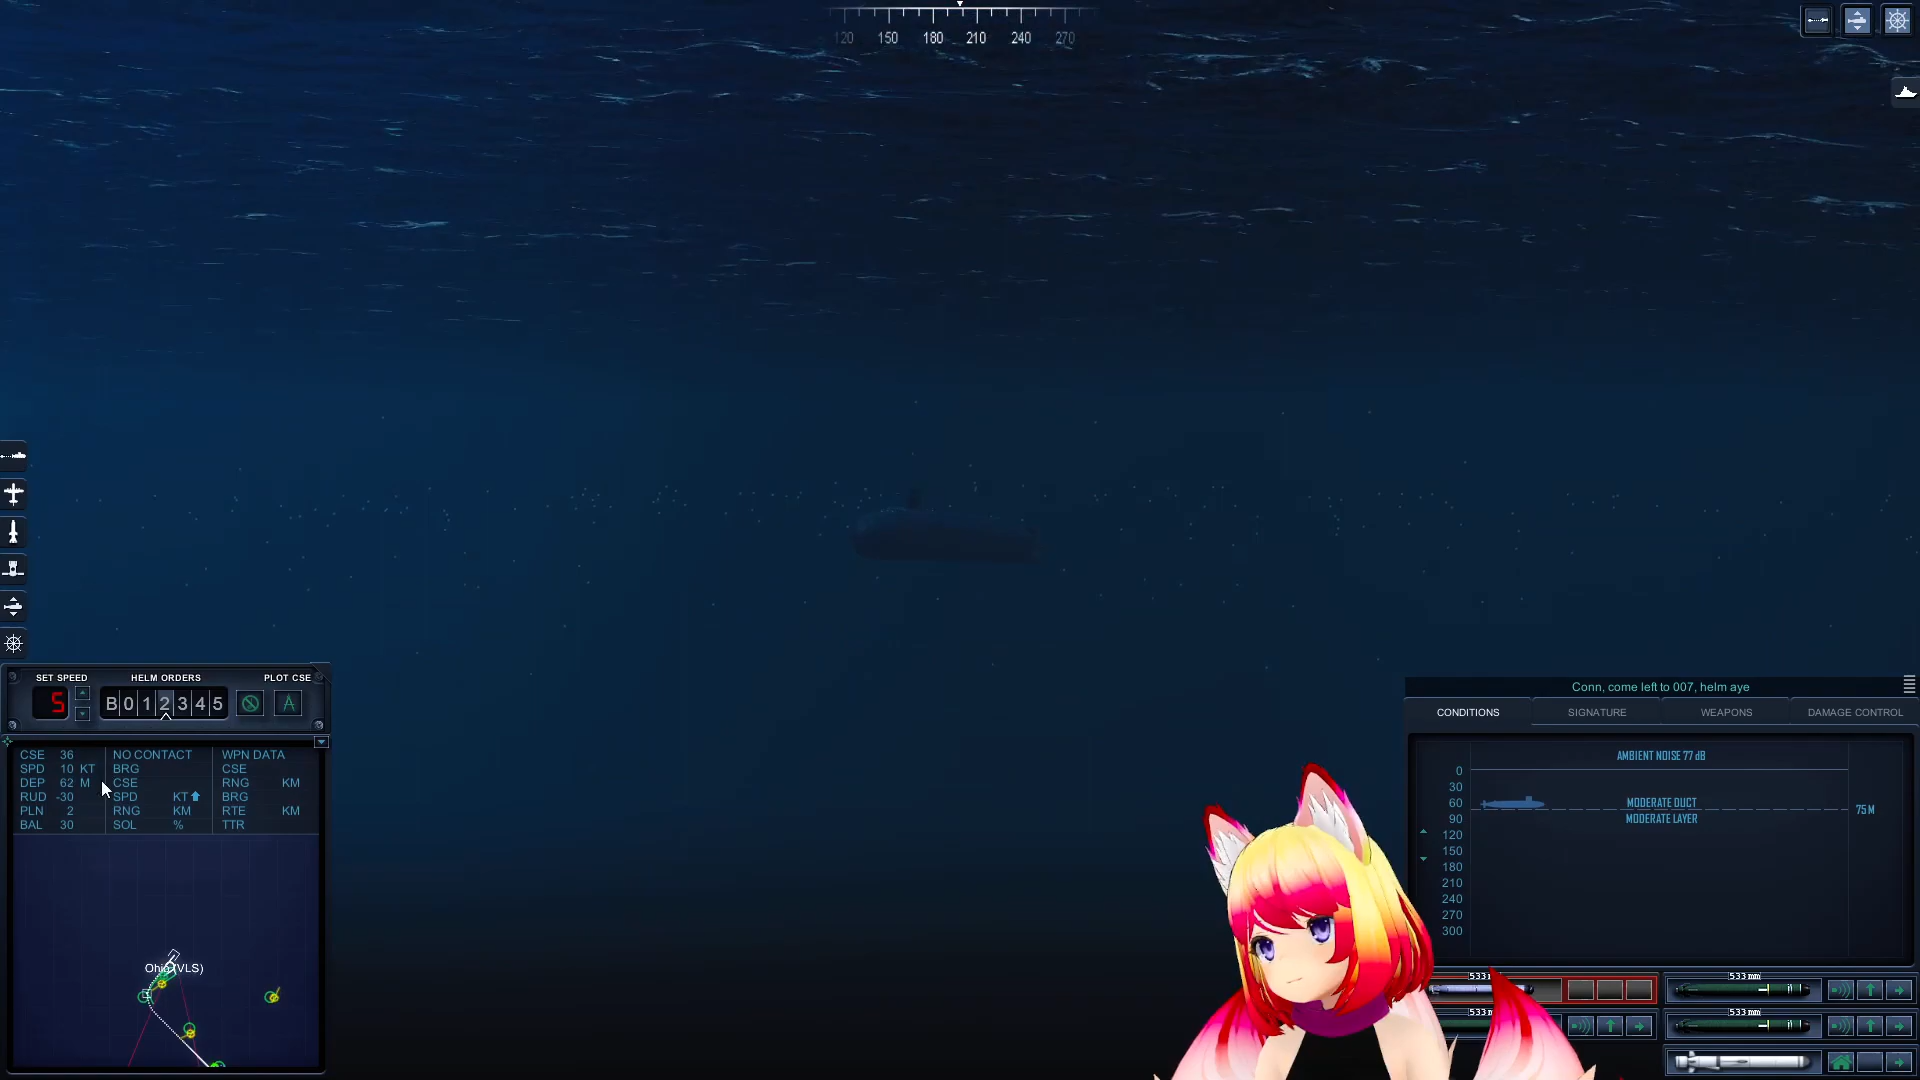 120 150 180 210 240 270
SET SPEED HELM ORDERS PLOT CSE
5 B 0 1 2 3 4 5
CSE 36
SPD 10 KT
DEP 62 M
RUD -30
PLN 2
BAL 30
NO CONTACT
BRG
CSE
SPD KT
RNG KM
SOL %
WPN DATA
CSE
RNG KM
BRG
RTE KM
TTR
Ohio (VLS)
Conn, come left to 007, helm aye
CONDITIONS SIGNATURE WEAPONS DAMAGE CONTROL
AMBIENT NOISE 77 dB
0
30
60
90
120
150
180
210
240
270
300
MODERATE DUCT
MODERATE LAYER
75 M
533 mm 533 mm
533 m 533 mm